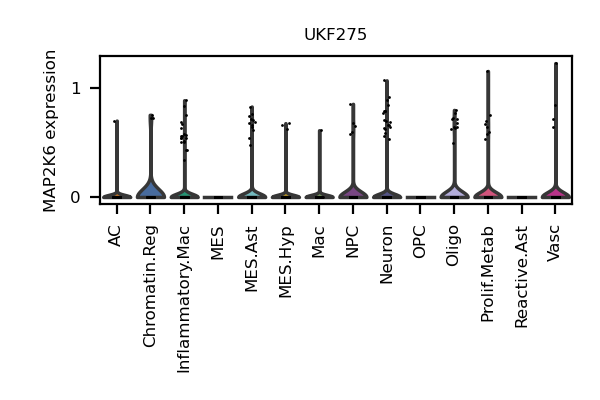 UKF275
MAP2K6 expression
1
0
AC
Chromatin.Reg
Inflammatory.Mac
MES
MES.Ast
MES.Hyp
Mac
NPC
Neuron
OPC
Oligo
Prolif.Metab
Reactive.Ast
Vasc